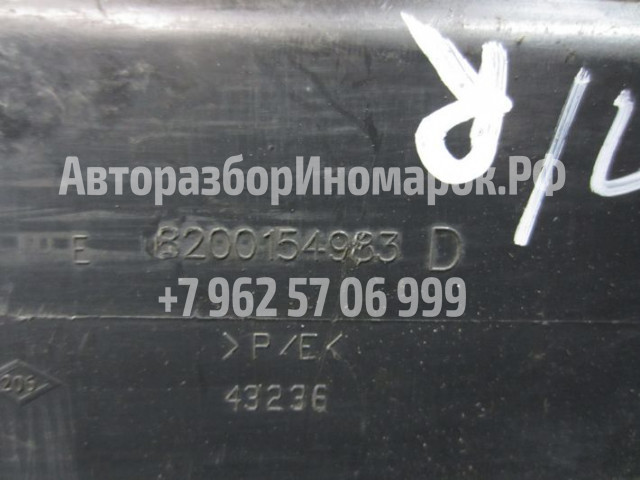 АвторазборИномарок.РФ
E 8200154983 D
+7 962 57 06 999
>P/E<
43236